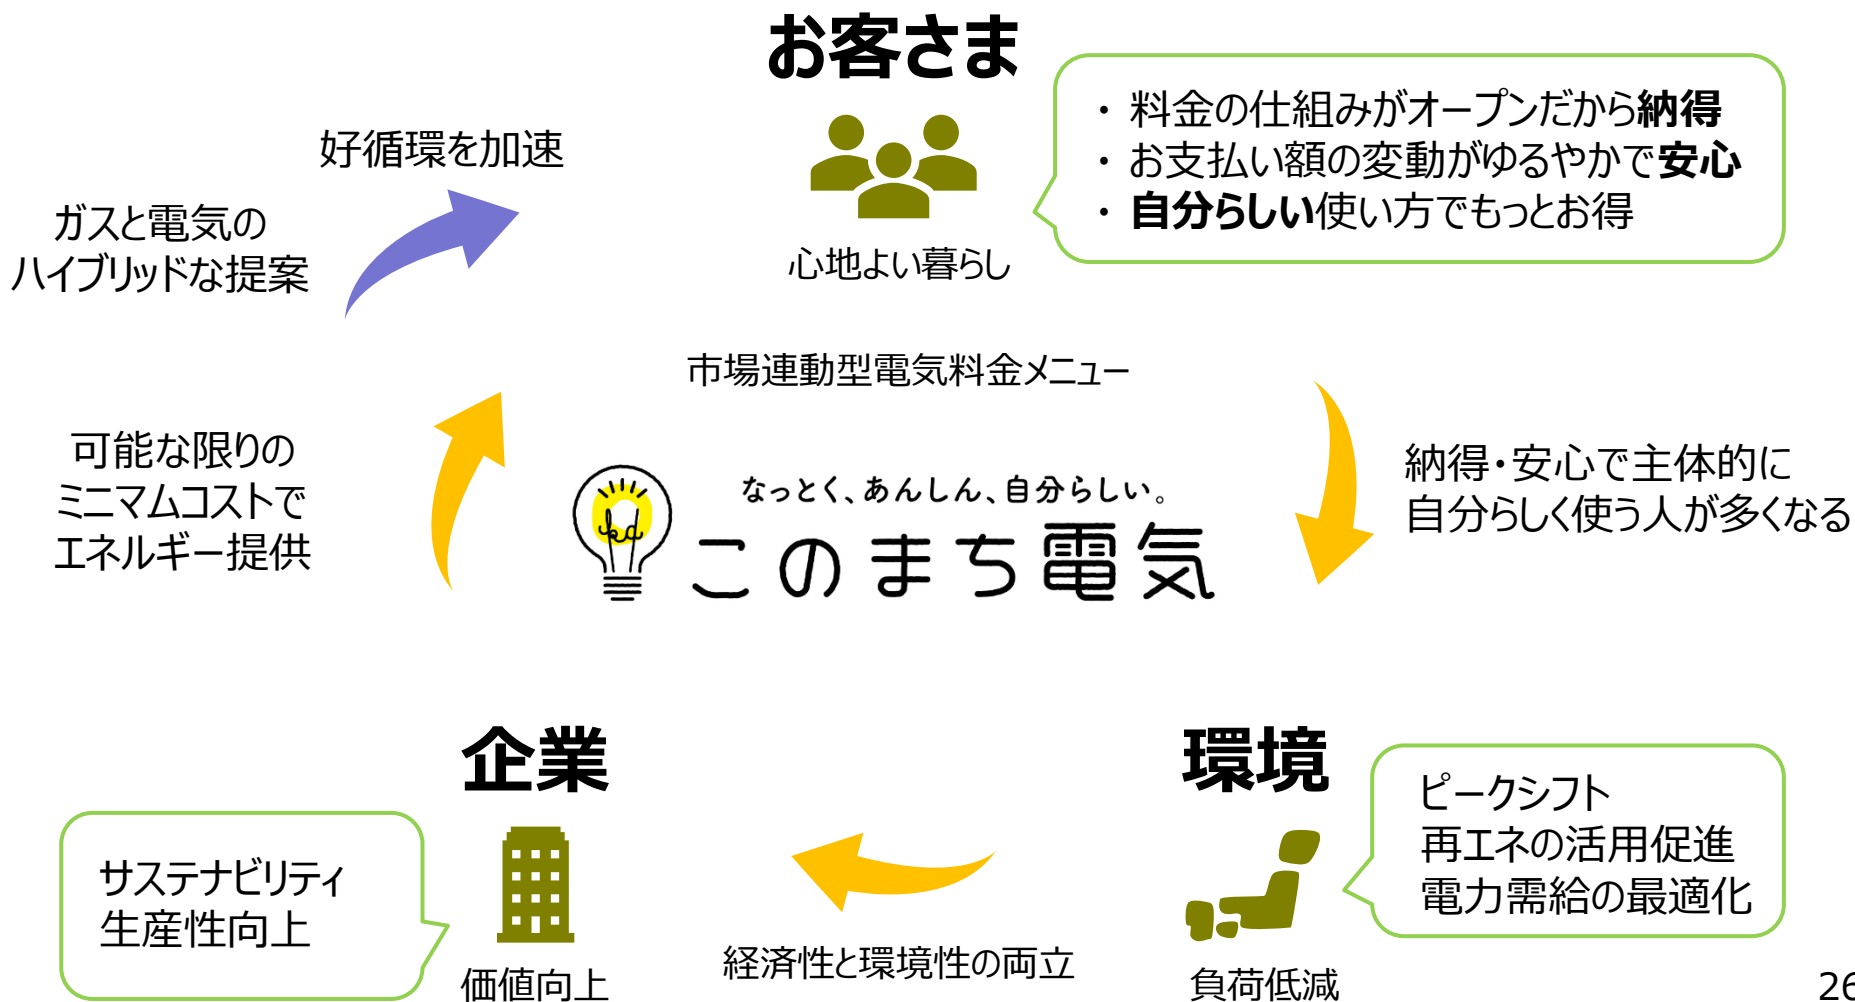 お客さま
・ 料金の仕組みがオープンだから納得
・ お支払い額の変動がゆるやかで安心
・ 自分らしい使い方でもっとお得
好循環を加速
ガスと電気の
ハイブリッドな提案
心地よい暮らし
市場連動型電気料金メニュー
可能な限りの
ミニマムコストで
エネルギー提供
なっとく、あんしん、自分らしい。
このまち電気
納得・安心で主体的に
自分らしく使う人が多くなる
企業
サステナビリティ
生産性向上
価値向上
経済性と環境性の両立
環境
ピークシフト
再エネの活用促進
電力需給の最適化
負荷低減
26